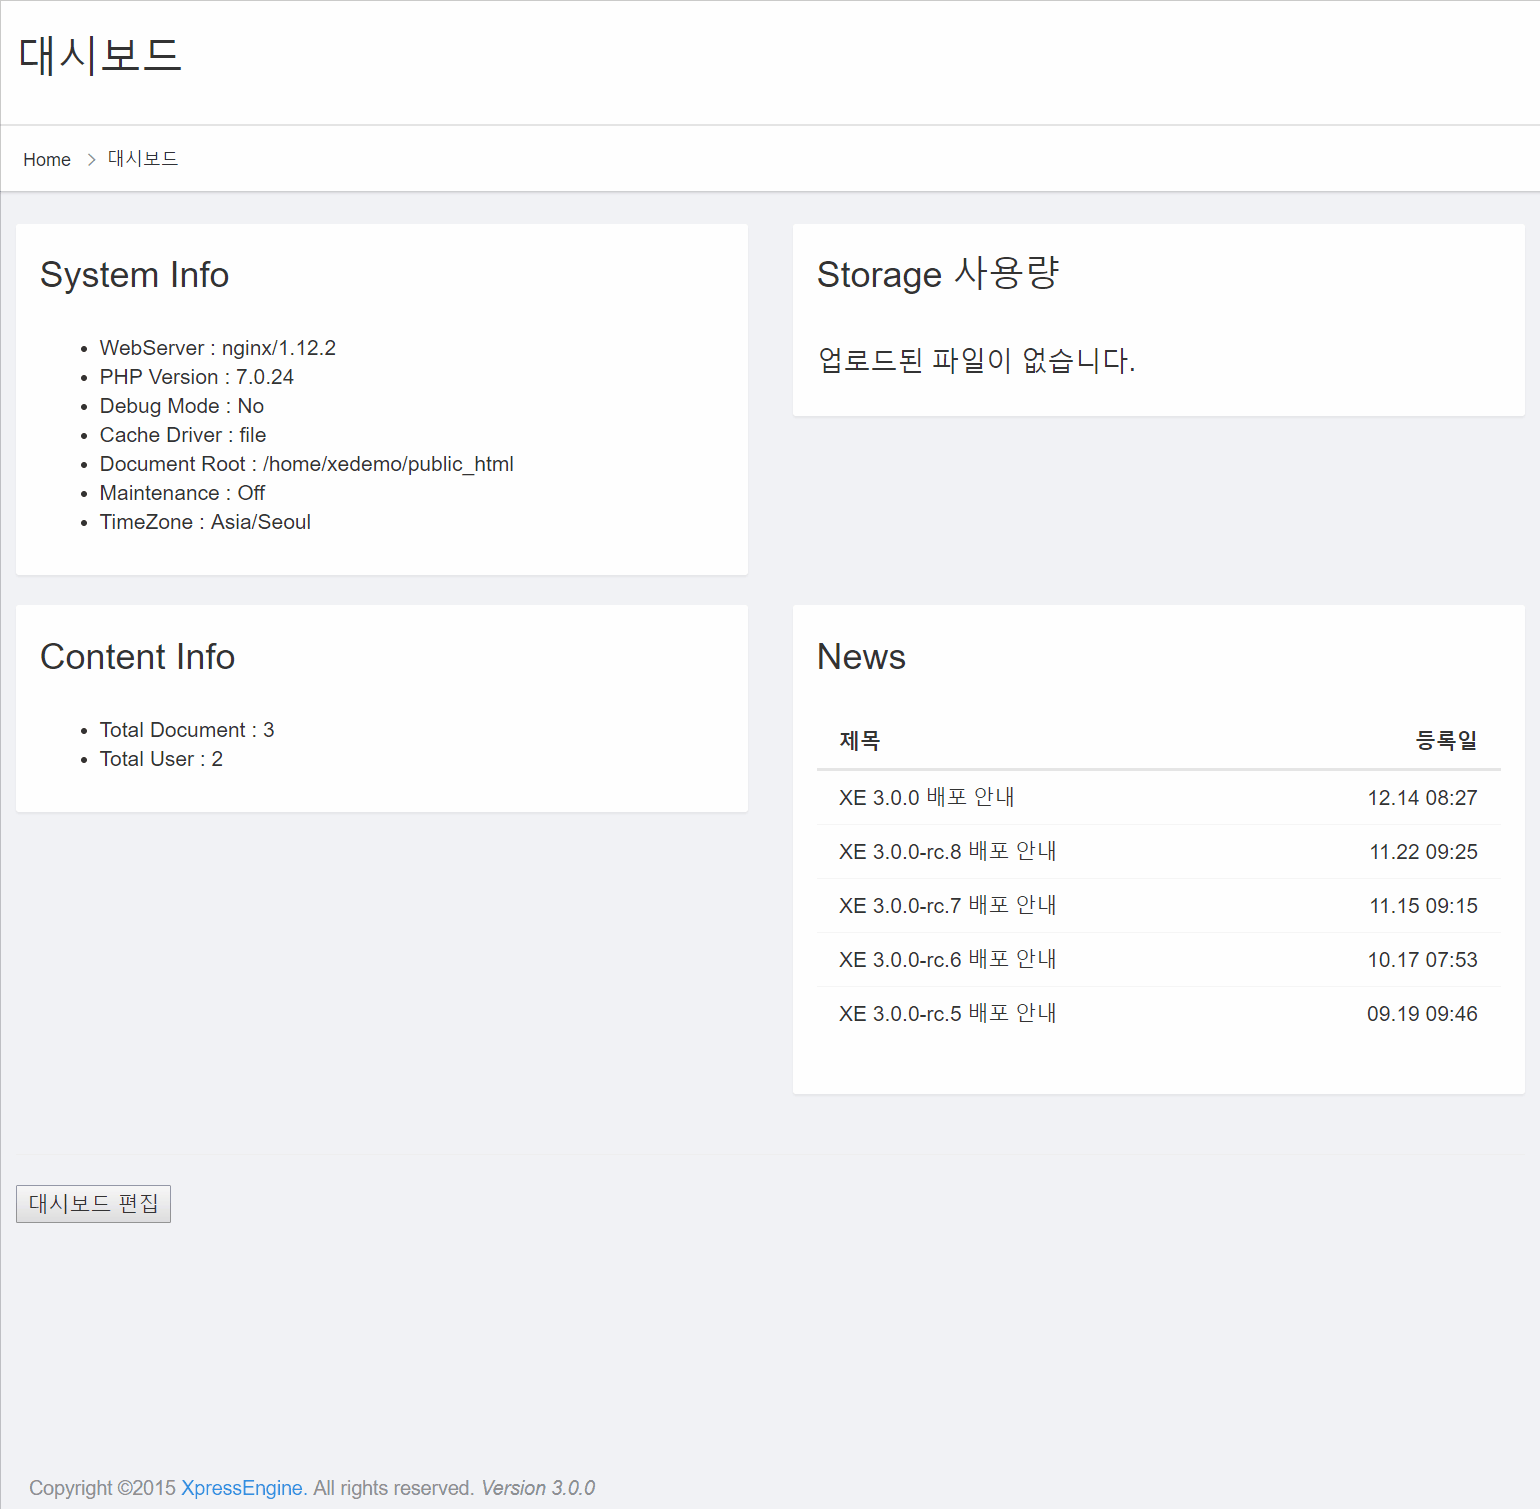 대시보드
Home > 대시보드
System Info
WebServer : nginx/1.12.2
PHP Version : 7.0.24
Debug Mode : No
Cache Driver : file
Document Root : /home/xedemo/public_html
Maintenance : Off
TimeZone : Asia/Seoul
Storage 사용량
업로드된 파일이 없습니다.
Content Info
Total Document : 3
Total User : 2
News
제목 등록일
XE 3.0.0 배포 안내 12.14 08:27
XE 3.0.0-rc.8 배포 안내 11.22 09:25
XE 3.0.0-rc.7 배포 안내 11.15 09:15
XE 3.0.0-rc.6 배포 안내 10.17 07:53
XE 3.0.0-rc.5 배포 안내 09.19 09:46
대시보드 편집
Copyright ©2015 XpressEngine. All rights reserved. Version 3.0.0